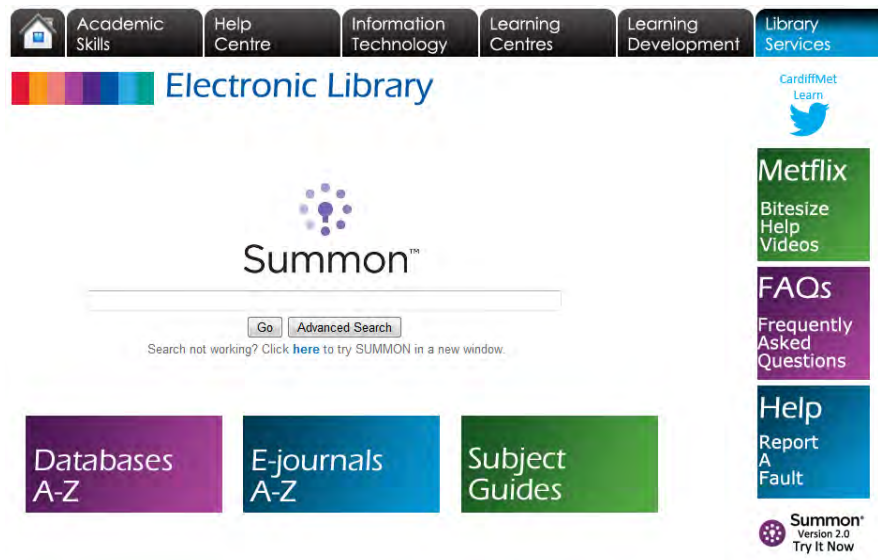 Academic Skills
Help Centre
Information Technology
Learning Centres
Learning Development
Library Services
Electronic Library
CardiffMet
Learn
Summon™
Go
Advanced Search
Search not working? Click here to try SUMMON in a new window.
Databases
A-Z
E-journals
A-Z
Subject
Guides
Metflix
Bitesize
Help
Videos
FAQs
Frequently
Asked
Questions
Help
Report
A
Fault
Summon®
Version 2.0
Try It Now